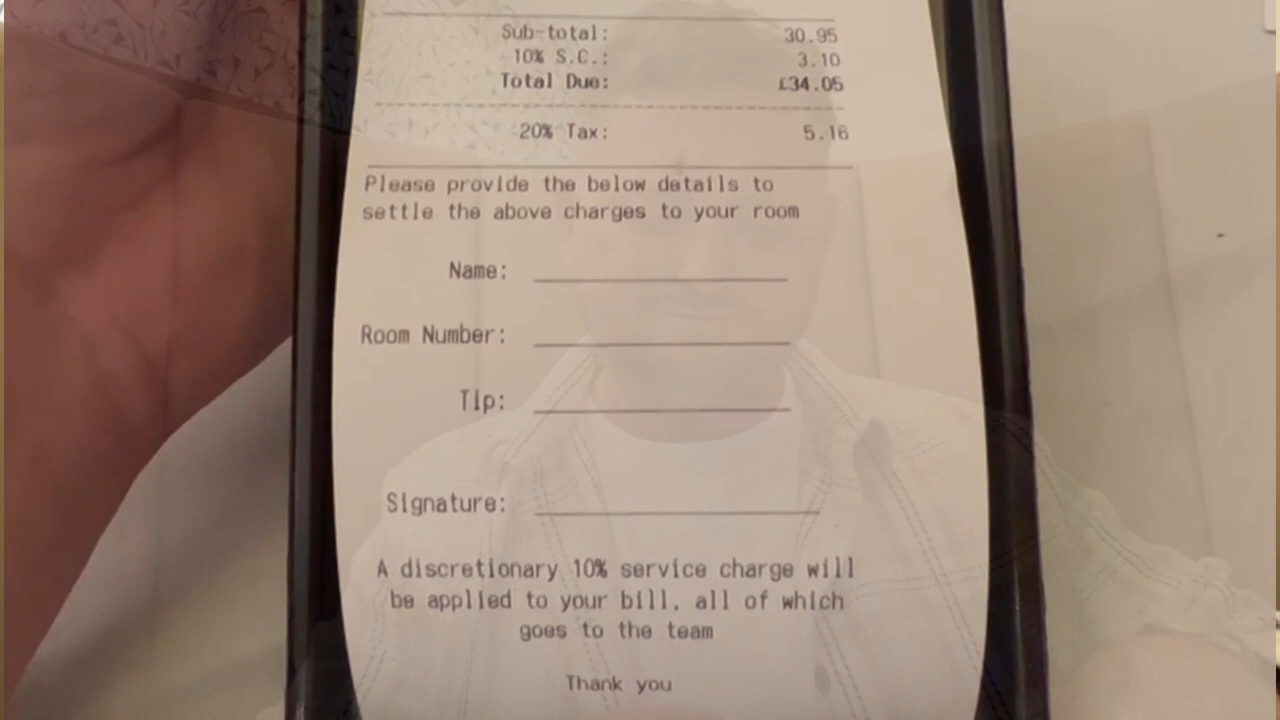 Sub-total: 30.95
10% S.C.: 3.10
Total Due: £34.05
20% Tax: 5.16
Please provide the below details to
settle the above charges to your room
Name:
Room Number:
Tip:
Signature:
A discretionary 10% service charge will
be applied to your bill, all of which
goes to the team
Thank you